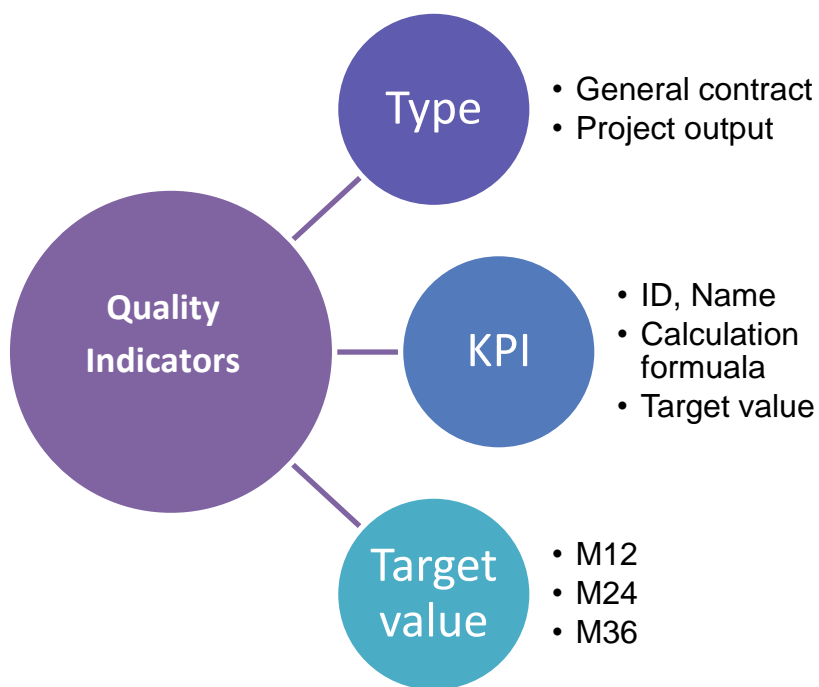 Type
• General contract
• Project output
Quality
Indicators
KPI
• ID, Name
• Calculation
formuala
• Target value
Target
value
• M12
• M24
• M36